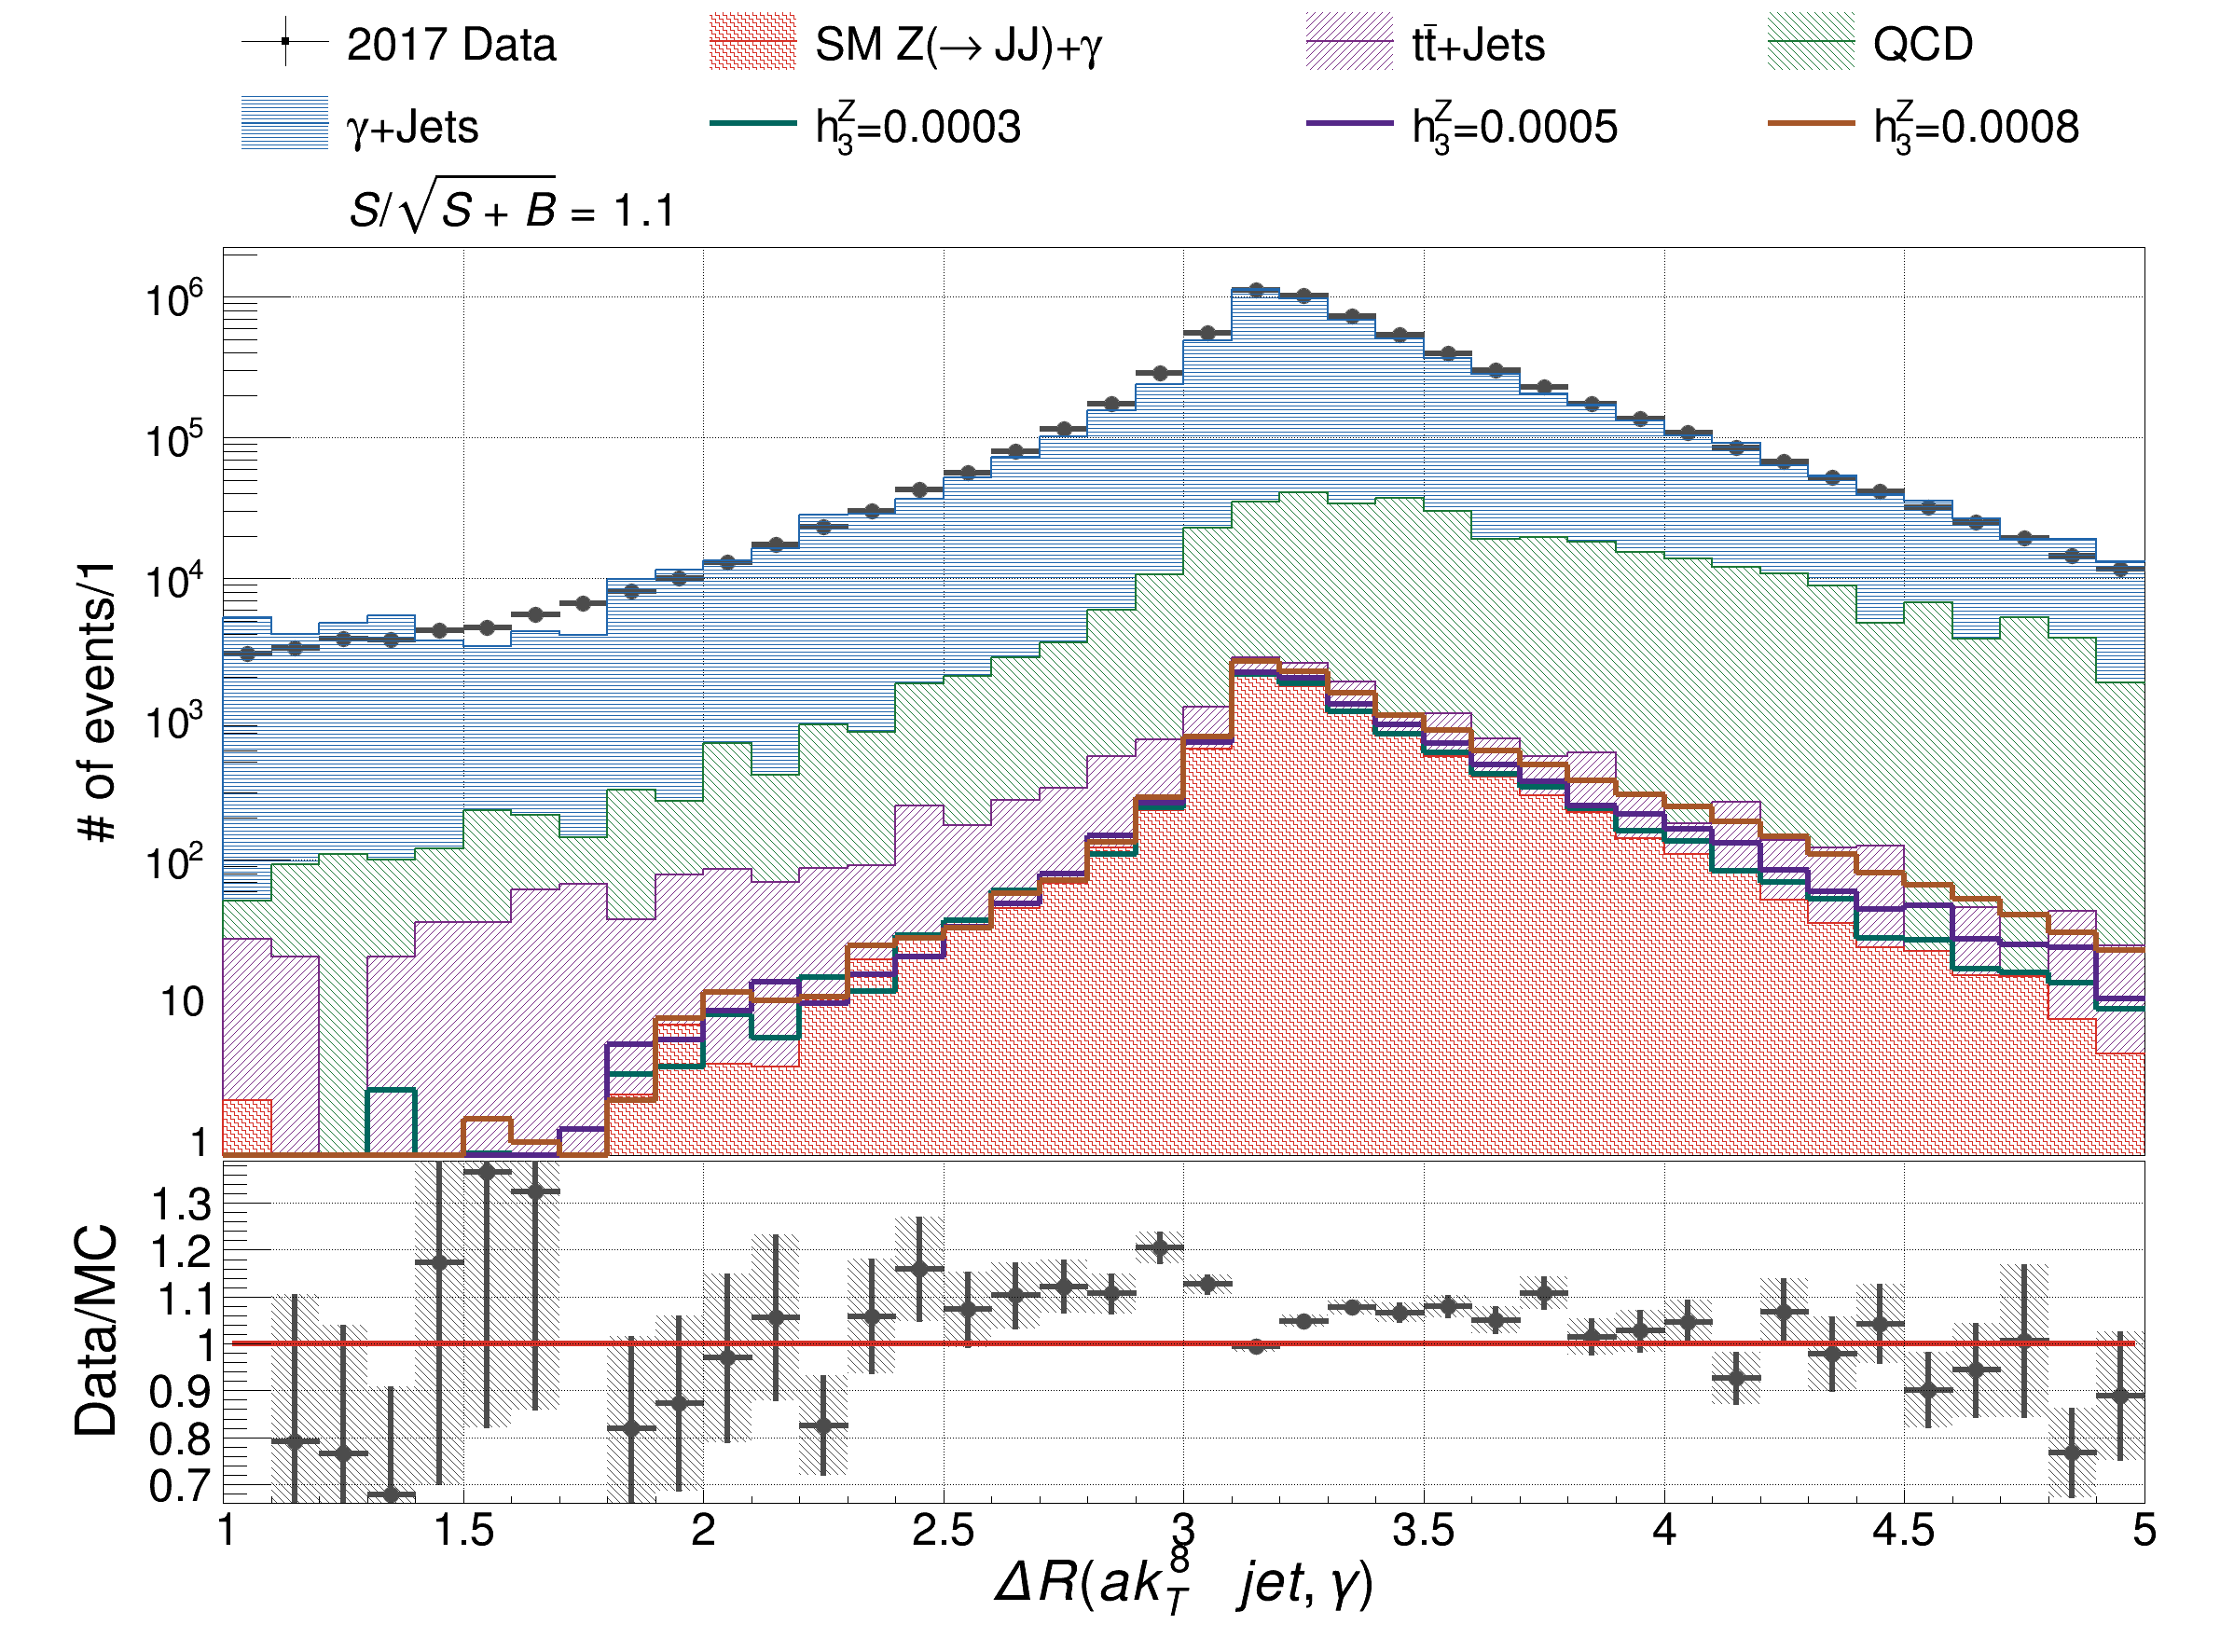 2017 Data SM Z(→ JJ)+γ tt̄+Jets QCD
γ+Jets h₃ᶻ=0.0003 h₃ᶻ=0.0005 h₃ᶻ=0.0008
S/√(S + B) = 1.1
# of events/1
10⁶
10⁵
10⁴
10³
10²
10
1
Data/MC
1.3
1.2
1.1
1
0.9
0.8
0.7
1 1.5 2 2.5 3 3.5 4 4.5 5
ΔR(ak_T^8 jet, γ)